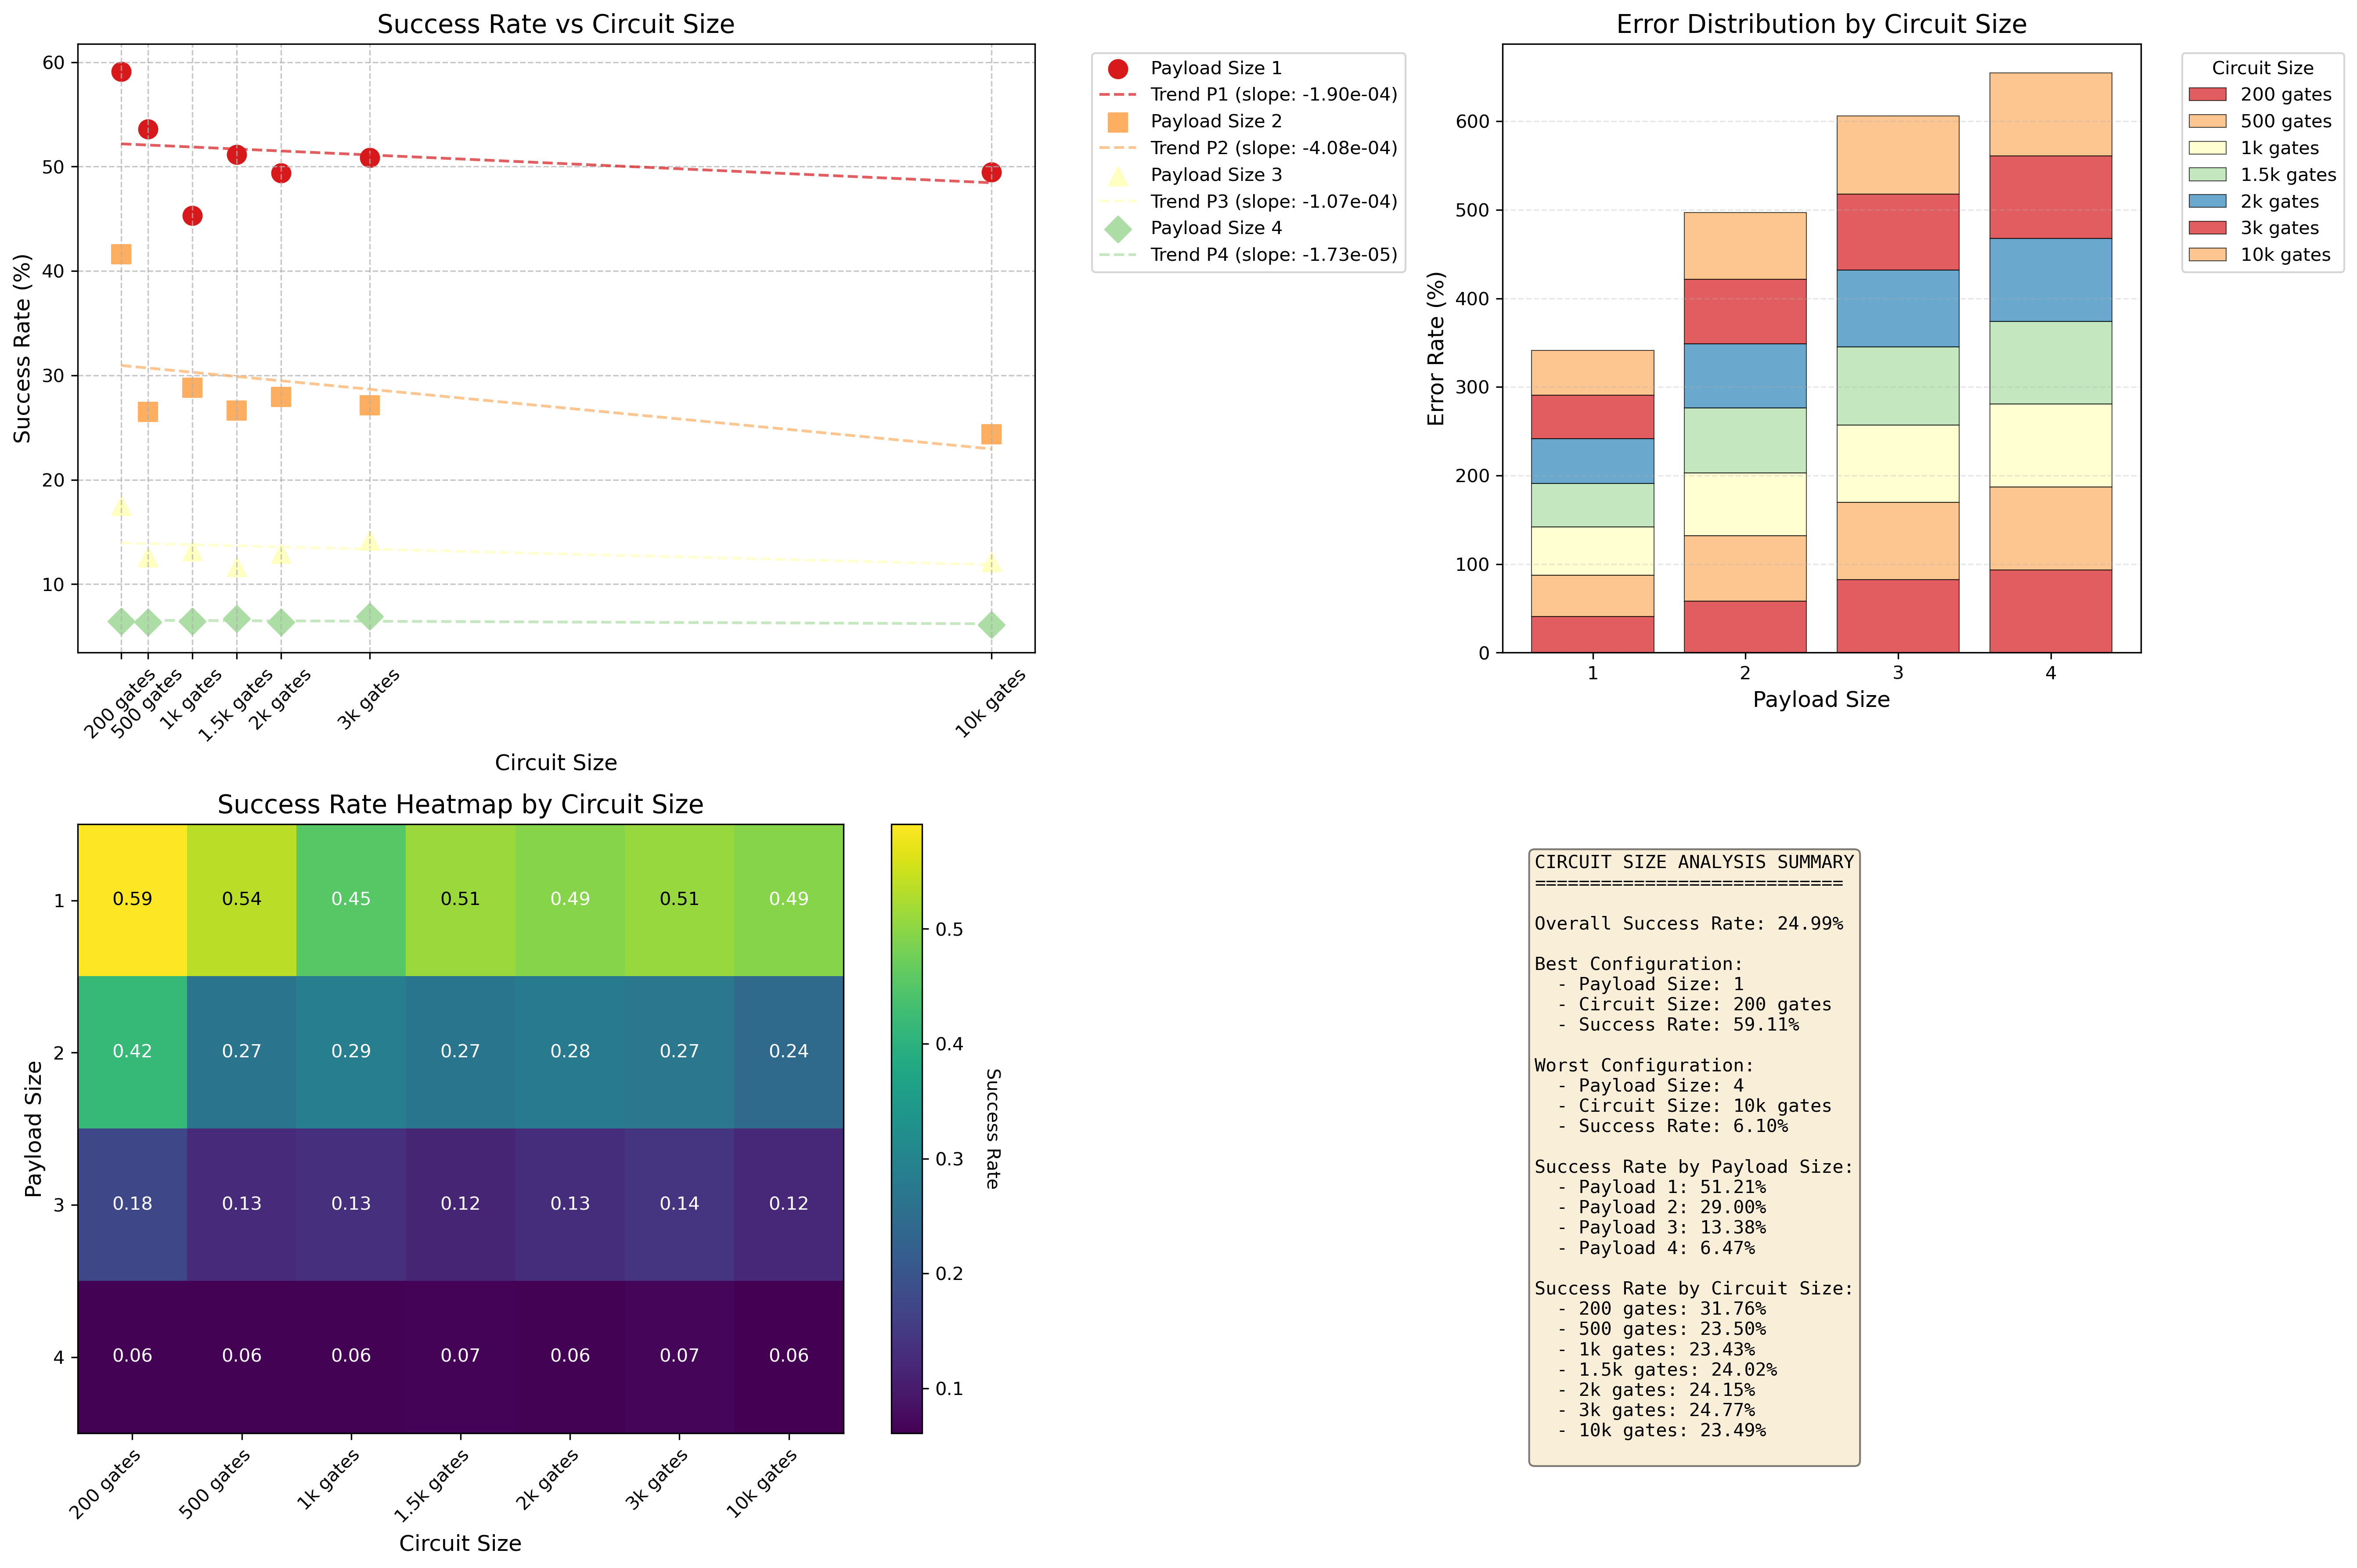 Success Rate vs Circuit Size
Success Rate (%)
60
50
40
30
20
10
200 gates
500 gates
1k gates
1.5k gates
2k gates
3k gates
10k gates
Circuit Size
Payload Size 1
Trend P1 (slope: -1.90e-04)
Payload Size 2
Trend P2 (slope: -4.08e-04)
Payload Size 3
Trend P3 (slope: -1.07e-04)
Payload Size 4
Trend P4 (slope: -1.73e-05)
Error Distribution by Circuit Size
Error Rate (%)
600
500
400
300
200
100
0
1 2 3 4
Payload Size
Circuit Size
200 gates
500 gates
1k gates
1.5k gates
2k gates
3k gates
10k gates
Success Rate Heatmap by Circuit Size
Payload Size
1 0.59 0.54 0.45 0.51 0.49 0.51 0.49
2 0.42 0.27 0.29 0.27 0.28 0.27 0.24
3 0.18 0.13 0.13 0.12 0.13 0.14 0.12
4 0.06 0.06 0.06 0.07 0.06 0.07 0.06
200 gates
500 gates
1k gates
1.5k gates
2k gates
3k gates
10k gates
Circuit Size
0.5
0.4
0.3
0.2
0.1
Success Rate
CIRCUIT SIZE ANALYSIS SUMMARY
============================
Overall Success Rate: 24.99%
Best Configuration:
- Payload Size: 1
- Circuit Size: 200 gates
- Success Rate: 59.11%
Worst Configuration:
- Payload Size: 4
- Circuit Size: 10k gates
- Success Rate: 6.10%
Success Rate by Payload Size:
- Payload 1: 51.21%
- Payload 2: 29.00%
- Payload 3: 13.38%
- Payload 4: 6.47%
Success Rate by Circuit Size:
- 200 gates: 31.76%
- 500 gates: 23.50%
- 1k gates: 23.43%
- 1.5k gates: 24.02%
- 2k gates: 24.15%
- 3k gates: 24.77%
- 10k gates: 23.49%